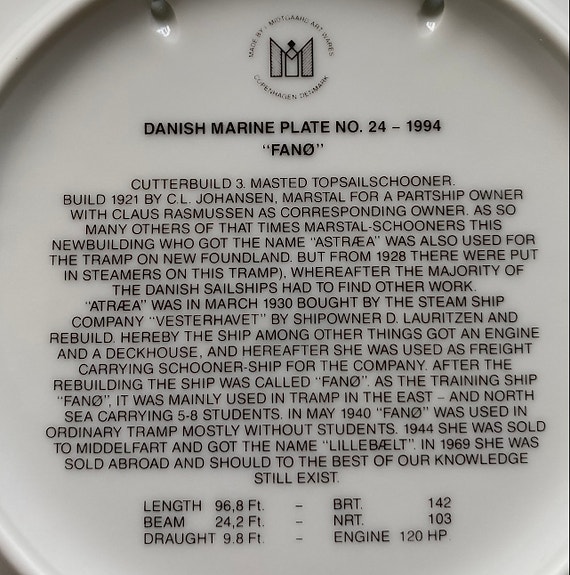 MADE BY · MIDTGAARD ART WARES
COPENHAGEN DENMARK
DANISH MARINE PLATE NO. 24 – 1994
"FANØ"
CUTTERBUILD 3. MASTED TOPSAILSCHOONER.
BUILD 1921 BY C.L. JOHANSEN, MARSTAL FOR A PARTSHIP OWNER
WITH CLAUS RASMUSSEN AS CORRESPONDING OWNER. AS SO
MANY OTHERS OF THAT TIMES MARSTAL-SCHOONERS THIS
NEWBUILDING WHO GOT THE NAME "ASTRÆA" WAS ALSO USED FOR
THE TRAMP ON NEW FOUNDLAND. BUT FROM 1928 THERE WERE PUT
IN STEAMERS ON THIS TRAMP), WHEREAFTER THE MAJORITY OF
THE DANISH SAILSHIPS HAD TO FIND OTHER WORK.
"ATRÆA" WAS IN MARCH 1930 BOUGHT BY THE STEAM SHIP
COMPANY "VESTERHAVET" BY SHIPOWNER D. LAURITZEN AND
REBUILD. HEREBY THE SHIP AMONG OTHER THINGS GOT AN ENGINE
AND A DECKHOUSE, AND HEREAFTER SHE WAS USED AS FREIGHT
CARRYING SCHOONER-SHIP FOR THE COMPANY. AFTER THE
REBUILDING THE SHIP WAS CALLED "FANØ". AS THE TRAINING SHIP
"FANØ", IT WAS MAINLY USED IN TRAMP IN THE EAST – AND NORTH
SEA CARRYING 5-8 STUDENTS. IN MAY 1940 "FANØ" WAS USED IN
ORDINARY TRAMP MOSTLY WITHOUT STUDENTS. 1944 SHE WAS SOLD
TO MIDDELFART AND GOT THE NAME "LILLEBÆLT". IN 1969 SHE WAS
SOLD ABROAD AND SHOULD TO THE BEST OF OUR KNOWLEDGE
STILL EXIST.
LENGTH 96,8 Ft. – BRT. 142
BEAM 24,2 Ft. – NRT. 103
DRAUGHT 9.8 Ft. – ENGINE 120 HP.